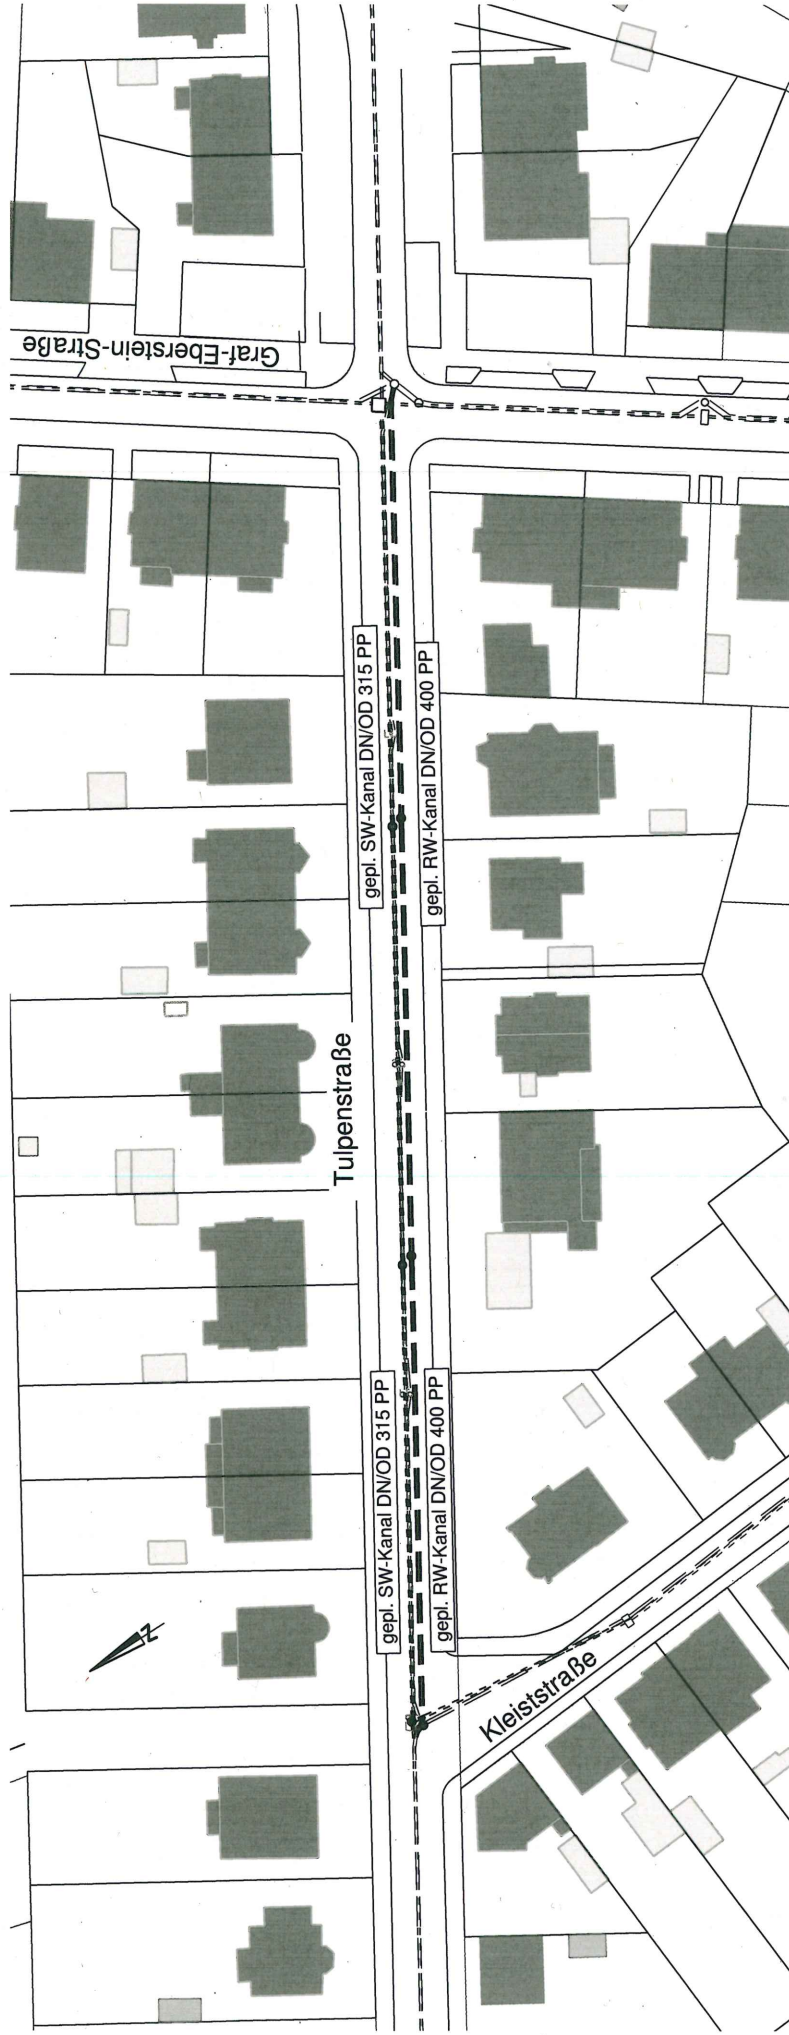 Graf-Eberstein-Straße
gepl. SW-Kanal DN/OD 315 PP
gepl. RW-Kanal DN/OD 400 PP
Tulpenstraße
gepl. SW-Kanal DN/OD 315 PP
gepl. RW-Kanal DN/OD 400 PP
N
Kleiststraße